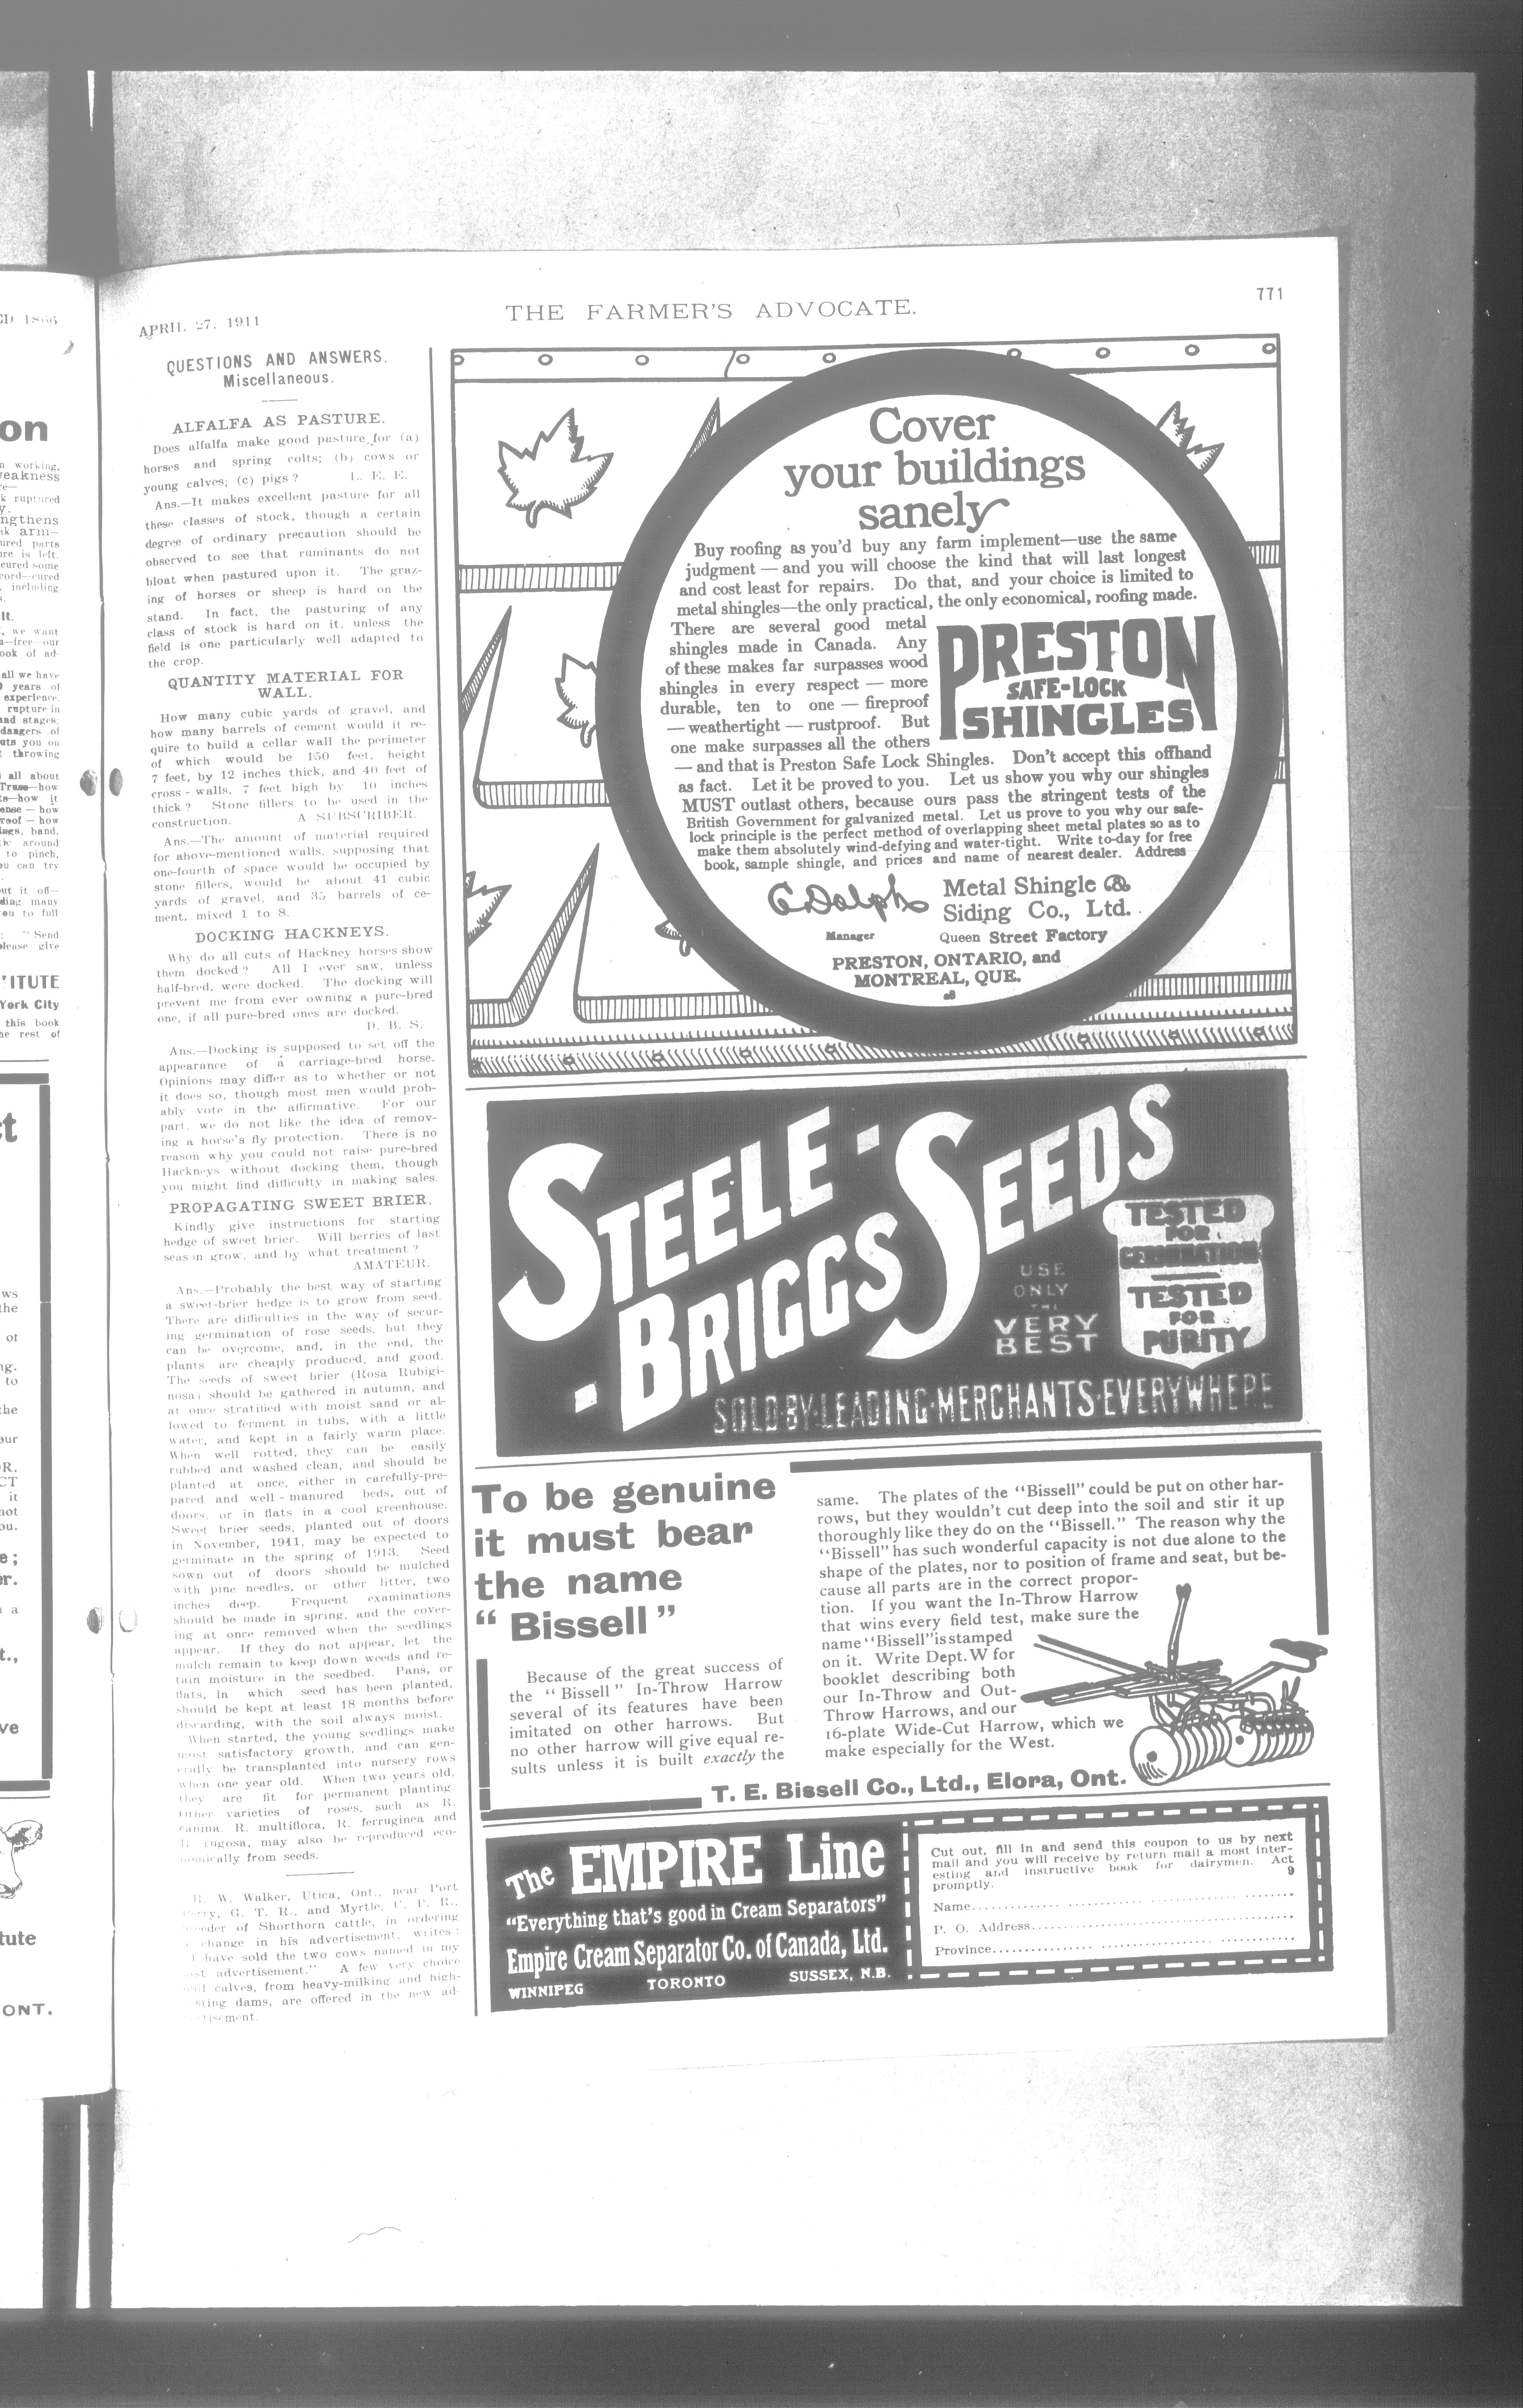 APRIL 27, 1911
THE FARMER'S ADVOCATE.
771
QUESTIONS AND ANSWERS.
Miscellaneous.
ALFALFA AS PASTURE.
Does alfalfa make good pasture for (a)
horses and spring colts; (b) cows or
young calves; (c) pigs? L. E. E.
Ans.—It makes excellent pasture for all
these classes of stock, though a certain
degree of ordinary precaution should be
observed to see that ruminants do not
bloat when pastured upon it. The graz-
ing of horses or sheep is hard on the
stand. In fact, the pasturing of any
class of stock is hard on it, unless the
field is one particularly well adapted to
the crop.
QUANTITY MATERIAL FOR
WALL.
How many cubic yards of gravel, and
how many barrels of cement would it re-
quire to build a cellar wall the perimeter
of which would be 150 feet, height
7 feet, by 12 inches thick, and 40 feet of
cross-walls, 7 feet high by 10 inches
thick? Stone fillers to be used in the
construction. A SUBSCRIBER.
Ans.—The amount of material required
for above-mentioned walls, supposing that
one-fourth of space would be occupied by
stone fillers, would be about 41 cubic
yards of gravel, and 35 barrels of ce-
ment, mixed 1 to 8.
DOCKING HACKNEYS.
Why do all cuts of Hackney horses show
them docked? All I ever saw, unless
half-bred, were docked. The docking will
prevent me from ever owning a pure-bred
one, if all pure-bred ones are docked.
D. B. S.
Ans.—Docking is supposed to set off the
appearance of a carriage-bred horse.
Opinions may differ as to whether or not
it does so, though most men would prob-
ably vote in the affirmative. For our
part, we do not like the idea of remov-
ing a horse's fly protection. There is no
reason why you could not raise pure-bred
Hackneys without docking them, though
you might find difficulty in making sales.
PROPAGATING SWEET BRIER.
Kindly give instructions for starting
hedge of sweet brier. Will berries of last
season grow, and by what treatment?
AMATEUR.
Ans.—Probably the best way of starting
a sweet-brier hedge is to grow from seed.
There are difficulties in the way of secur-
ing germination of rose seeds, but they
can be overcome, and, in the end, the
plants are cheaply produced, and good.
The seeds of sweet brier (Rosa Rubigi-
nosa) should be gathered in autumn, and
at once stratified with moist sand or al-
lowed to ferment in tubs, with a little
water, and kept in a fairly warm place.
When well rotted, they can be easily
rubbed and washed clean, and should be
planted at once, either in carefully-pre-
pared and well-manured beds, out of
doors, or in flats in a cool greenhouse.
Sweet brier seeds, planted out of doors
in November, 1911, may be expected to
germinate in the spring of 1913. Seed
sown out of doors should be mulched
with pine needles, or other litter, two
inches deep. Frequent examinations
should be made in spring, and the cover-
ing at once removed when the seedlings
appear. If they do not appear, let the
mulch remain to keep down weeds and re-
tain moisture in the seedbed. Pans, or
flats, in which seed has been planted,
should be kept at least 18 months before
discarding, with the soil always moist.
When started, the young seedlings make
most satisfactory growth, and can gen-
erally be transplanted into nursery rows
when one year old. When two years old,
they are fit for permanent planting.
Other varieties of roses, such as R.
canina, R. multiflora, R. ferruginea and
R. rugosa, may also be reproduced eco-
nomically from seeds.
R. W. Walker, Utica, Ont., near Port
Perry, G. T. R., and Myrtle, C. P. R.,
breeder of Shorthorn cattle, in ordering
change in his advertisement, writes:
I have sold the two cows named in my
advertisement." A few very choice
calves, from heavy-milking and high-
dams, are offered in the new ad-
Cover
your buildings
sanely
Buy roofing as you'd buy any farm implement—use the same
judgment—and you will choose the kind that will last longest
and cost least for repairs. Do that, and your choice is limited to
metal shingles—the only practical, the only economical, roofing made.
There are several good metal
shingles made in Canada. Any
of these makes far surpasses wood
shingles in every respect—more
durable, ten to one—fireproof
—weathertight—rustproof. But
one make surpasses all the others
PRESTON
SAFE-LOCK
SHINGLES
—and that is Preston Safe Lock Shingles. Don't accept this offhand
as fact. Let it be proved to you. Let us show you why our shingles
MUST outlast others, because ours pass the stringent tests of the
British Government for galvanized metal. Let us prove to you why our safe-
lock principle is the perfect method of overlapping sheet metal plates so as to
make them absolutely wind-defying and water-tight. Write to-day for free
book, sample shingle, and prices and name of nearest dealer. Address
C. Dolph
Manager
Metal Shingle &
Siding Co., Ltd.
Queen Street Factory
PRESTON, ONTARIO, and
MONTREAL, QUE.
STEELE-
-BRIGGS SEEDS
TESTED
FOR
GERMINATION
TESTED
FOR
PURITY
USE
ONLY
THE
VERY
BEST
SOLD·BY·LEADING·MERCHANTS·EVERYWHERE
To be genuine
it must bear
the name
"Bissell"
Because of the great success of
the "Bissell" In-Throw Harrow
several of its features have been
imitated on other harrows. But
no other harrow will give equal re-
sults unless it is built exactly the
same. The plates of the "Bissell" could be put on other har-
rows, but they wouldn't cut deep into the soil and stir it up
thoroughly like they do on the "Bissell." The reason why the
"Bissell" has such wonderful capacity is not due alone to the
shape of the plates, nor to position of frame and seat, but be-
cause all parts are in the correct propor-
tion. If you want the In-Throw Harrow
that wins every field test, make sure the
name "Bissell" is stamped
on it. Write Dept. W for
booklet describing both
our In-Throw and Out-
Throw Harrows, and our
16-plate Wide-Cut Harrow, which we
make especially for the West.
T. E. Bissell Co., Ltd., Elora, Ont.
The EMPIRE Line
"Everything that's good in Cream Separators"
Empire Cream Separator Co. of Canada, Ltd.
WINNIPEG TORONTO SUSSEX, N.B.
Cut out, fill in and send this coupon to us by next
mail and you will receive by return mail a most inter-
esting and instructive book for dairymen. Act
promptly. 9
Name
P. O. Address
Province